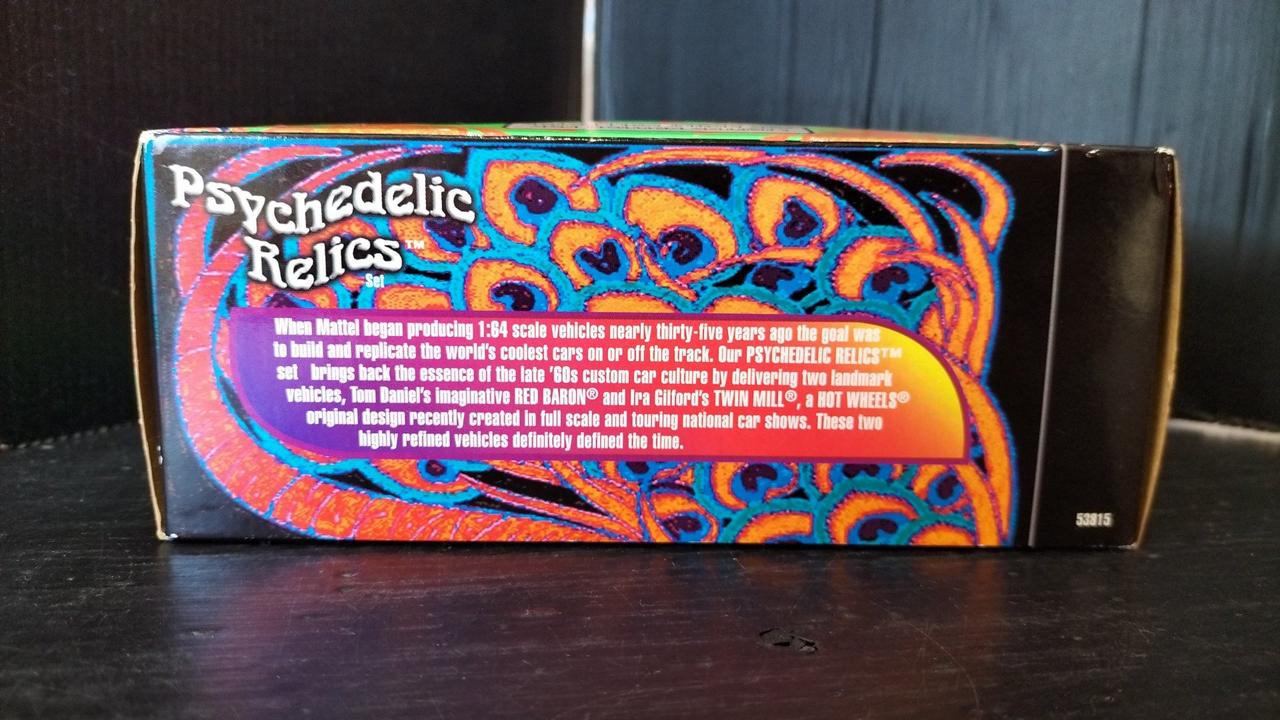 Psychedelic
Relics™
Set
When Mattel began producing 1:64 scale vehicles nearly thirty-five years ago the goal was
to build and replicate the world's coolest cars on or off the track. Our PSYCHEDELIC RELICS™
set brings back the essence of the late '60s custom car culture by delivering two landmark
vehicles, Tom Daniel's imaginative RED BARON® and Ira Gilford's TWIN MILL®, a HOT WHEELS®
original design recently created in full scale and touring national car shows. These two
highly refined vehicles definitely defined the time.
53815